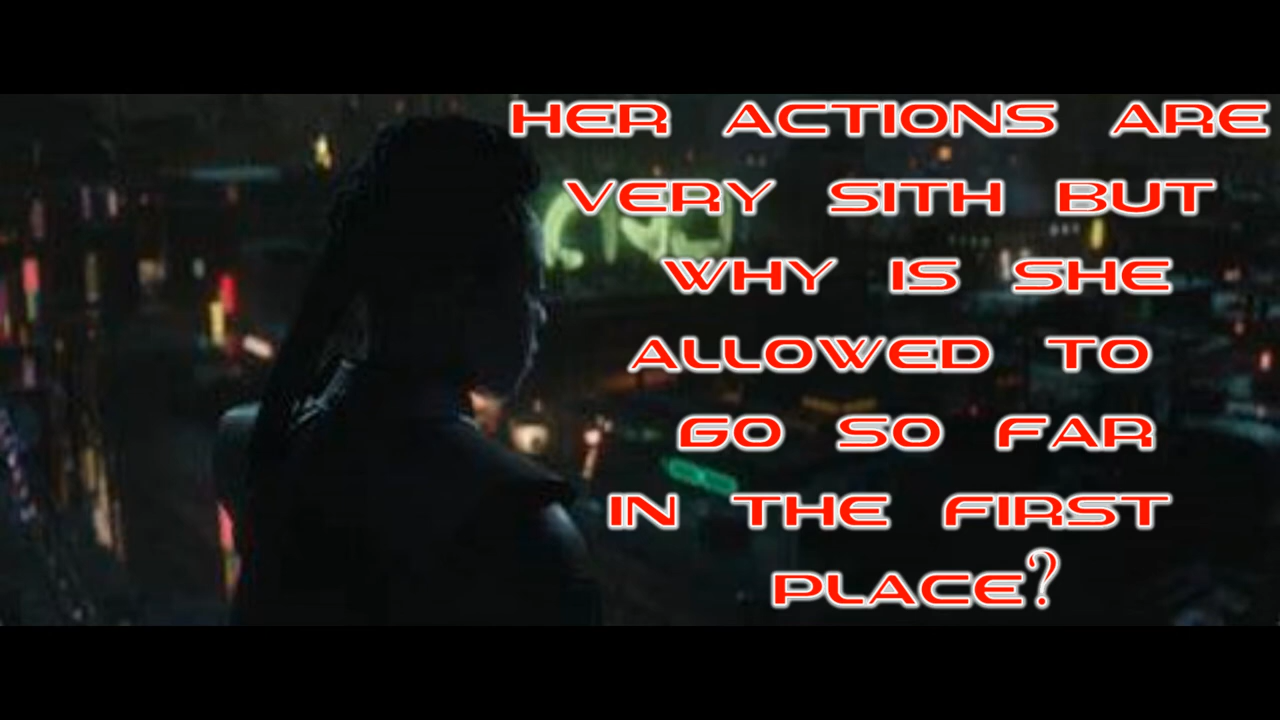 HER ACTIONS ARE
VERY SITH BUT
WHY IS SHE
ALLOWED TO
GO SO FAR
IN THE FIRST
PLACE?